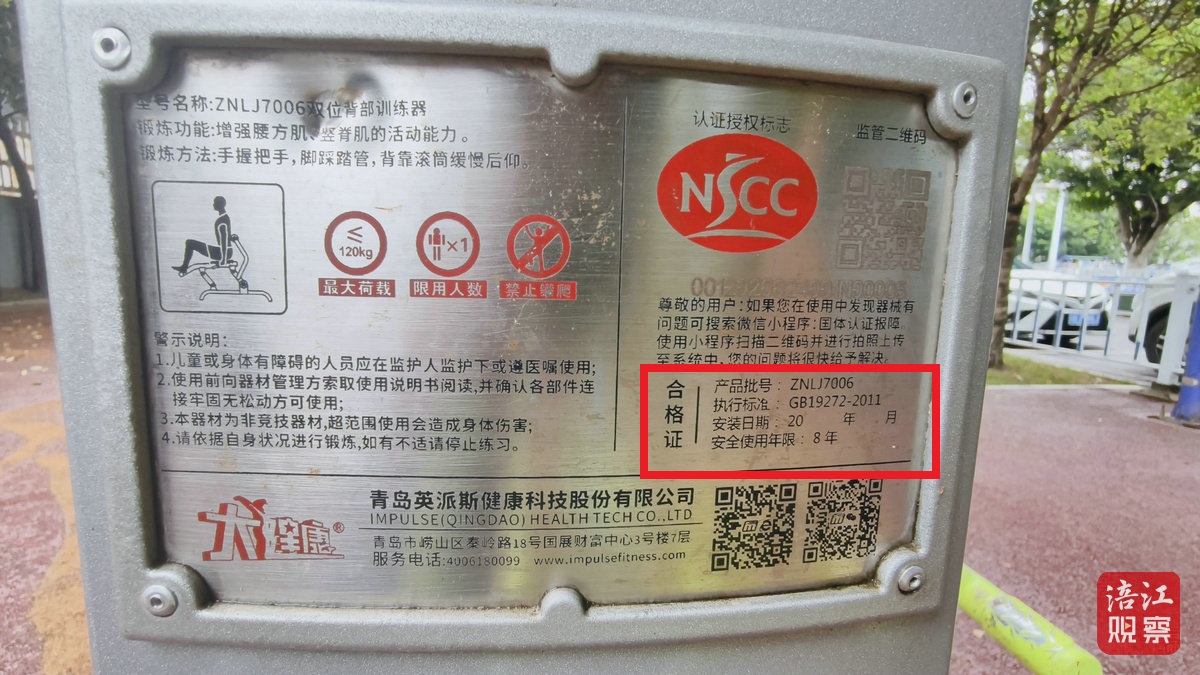 型号名称:ZNLJ7006双位背部训练器
锻炼功能:增强腰方肌、竖脊肌的活动能力。
锻炼方法:手握把手,脚踩踏管,背靠滚筒缓慢后仰。
≤
120kg
最大荷载
×1
限用人数
禁止攀爬
警示说明:
1.儿童或身体有障碍的人员应在监护人监护下或遵医嘱使用;
2.使用前向器材管理方索取使用说明书阅读,并确认各部件连
接牢固无松动方可使用;
3.本器材为非竞技器材,超范围使用会造成身体伤害;
4.请依据自身状况进行锻炼,如有不适请停止练习。
认证授权标志
监管二维码
NSCC
尊敬的用户:如果您在使用中发现器械有
问题可搜索微信小程序:国体认证报障。
使用小程序扫描二维码并进行拍照上传
至系统中,您的问题将很快给予解决。
合格证
产品批号: ZNLJ7006
执行标准: GB19272-2011
安装日期: 20 年 月
安全使用年限: 8 年
健康®
青岛英派斯健康科技股份有限公司
IMPULSE(QINGDAO)HEALTH TECH CO.,LTD
青岛市崂山区秦岭路18号国展财富中心3号楼7层
服务电话:4006180099 www.impulsefitness.com
涪江
观察